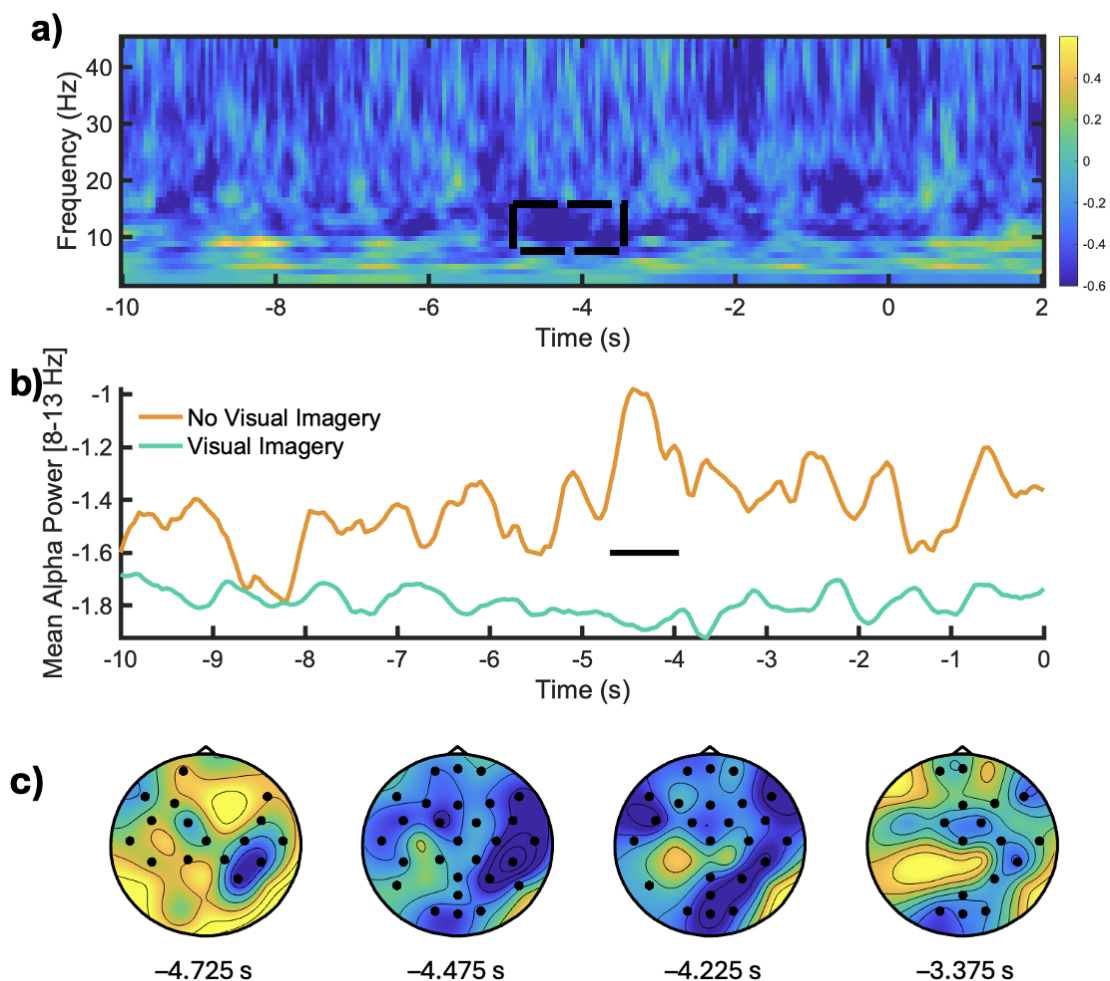 a)
Frequency (Hz)
40
30
20
10
-10
-8
-6
-4
-2
0
2
Time (s)
0.4
0.3
0.2
0
-0.2
-0.4
-0.6
b)
Mean Alpha Power [8-13 Hz]
-1
-1.2
-1.4
-1.6
-1.8
No Visual Imagery
Visual Imagery
-10
-9
-8
-7
-6
-5
-4
-3
-2
-1
0
Time (s)
c)
−4.725 s
−4.475 s
−4.225 s
−3.375 s